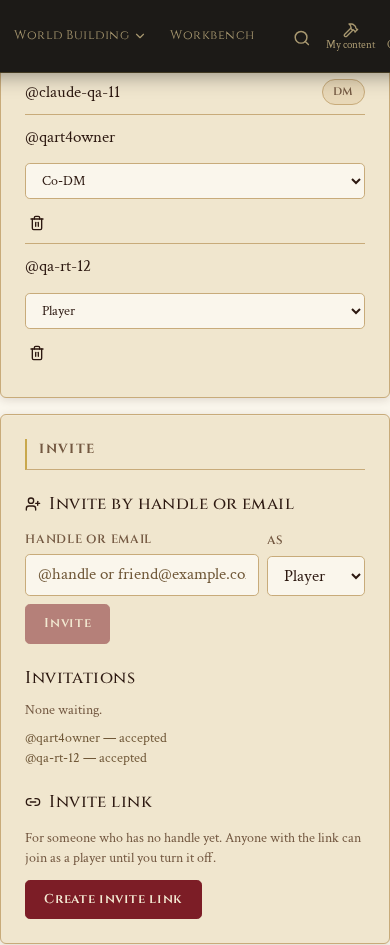 World Building
Workbench
My content
@claude-qa-11
DM
@qart4owner
Co-DM
@qa-rt-12
Player
INVITE
Invite by handle or email
Handle or email
As
@handle or friend@example.co
Player
Invite
Invitations
None waiting.
@qart4owner — accepted
@qa-rt-12 — accepted
Invite link
For someone who has no handle yet. Anyone with the link can
join as a player until you turn it off.
Create invite link